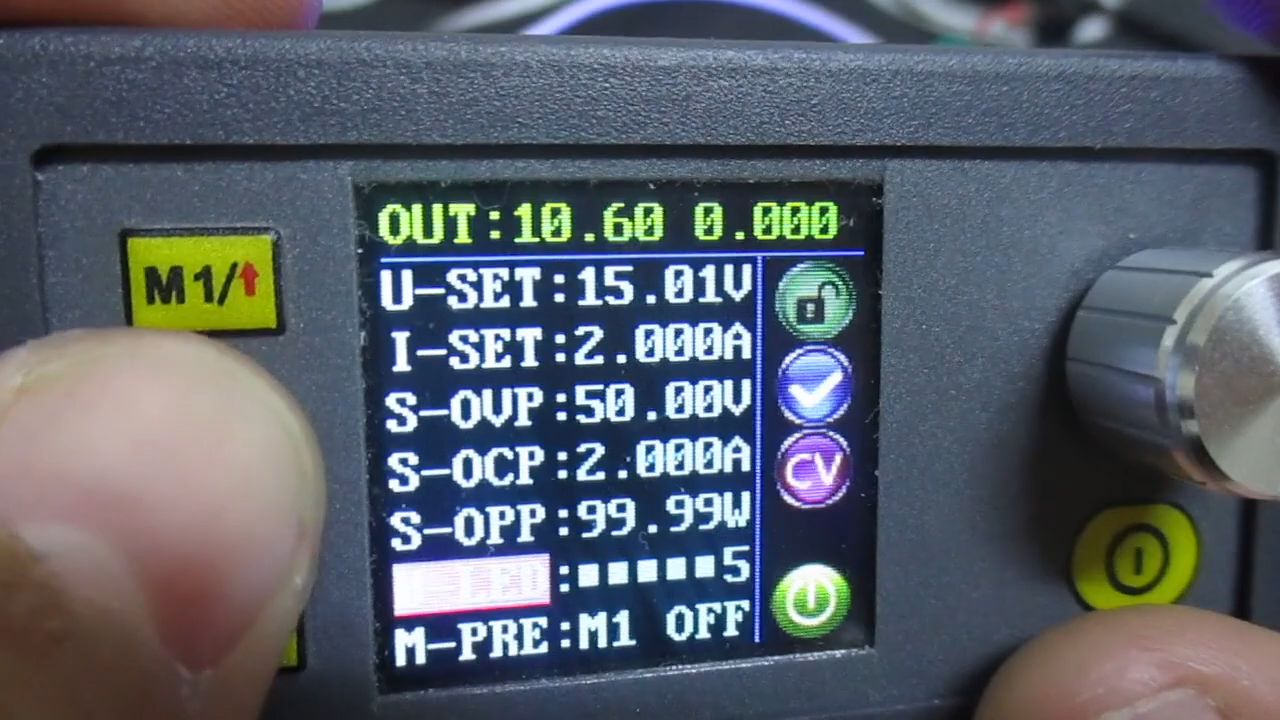 OUT:10.60 0.000
M1/↑
U-SET:15.01V
I-SET:2.000A
S-OVP:50.00V
CV
S-OCP:2.000A
S-OPP:99.99W
:■■■■■5
M-PRE:M1 OFF